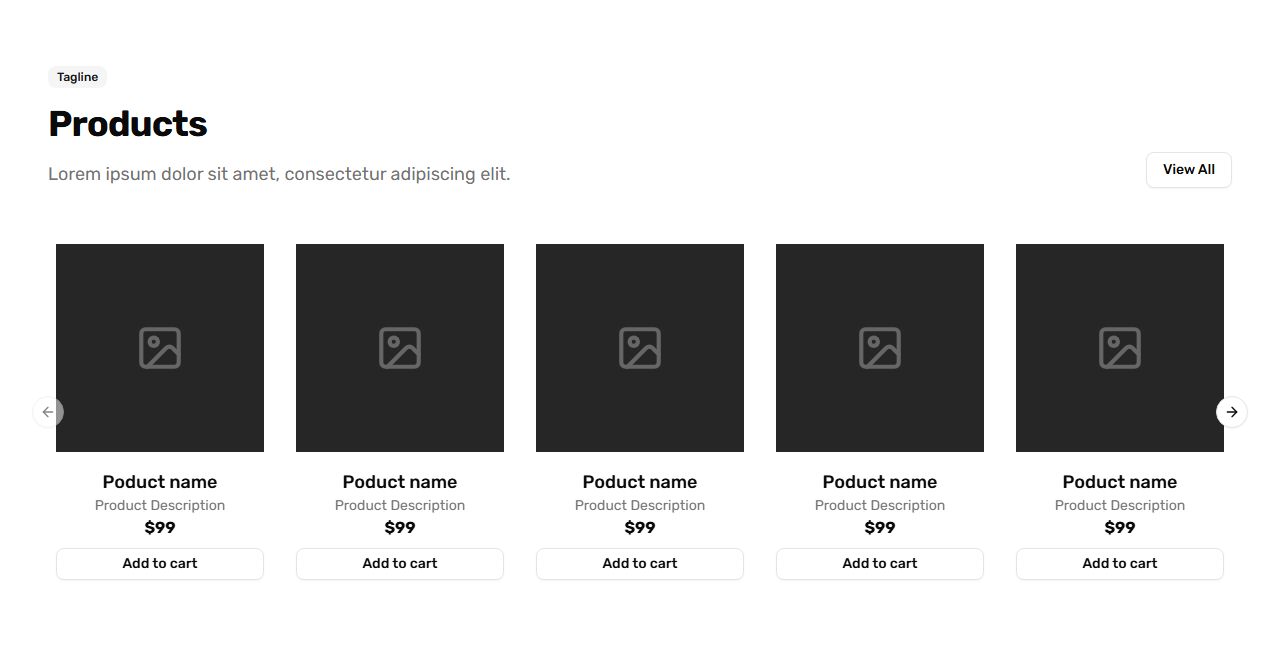 Tagline
Products
Lorem ipsum dolor sit amet, consectetur adipiscing elit.
View All
Poduct name
Product Description
$99
Add to cart
Poduct name
Product Description
$99
Add to cart
Poduct name
Product Description
$99
Add to cart
Poduct name
Product Description
$99
Add to cart
Poduct name
Product Description
$99
Add to cart